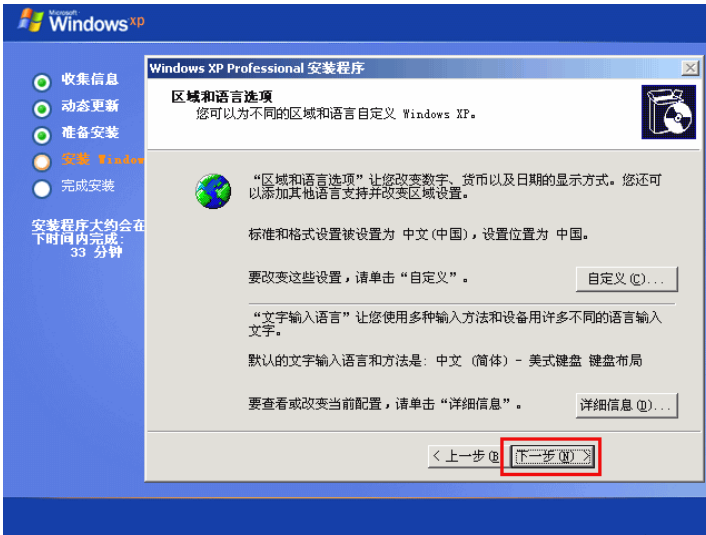 Microsoft
Windows xp
收集信息
动态更新
准备安装
安装 Window
完成安装
安装程序大约会在
下时间内完成:
33 分钟
Windows XP Professional 安装程序
区域和语言选项
您可以为不同的区域和语言自定义 Windows XP。
“区域和语言选项”让您改变数字、货币以及日期的显示方式。您还可
以添加其他语言支持并改变区域设置。
标准和格式设置被设置为 中文(中国)，设置位置为 中国。
要改变这些设置，请单击“自定义”。
自定义(C)...
“文字输入语言”让您使用多种输入方法和设备用许多不同的语言输入
文字。
默认的文字输入语言和方法是: 中文 (简体) - 美式键盘 键盘布局
要查看或改变当前配置，请单击“详细信息”。
详细信息(D)...
< 上一步(B
下一步(N) >